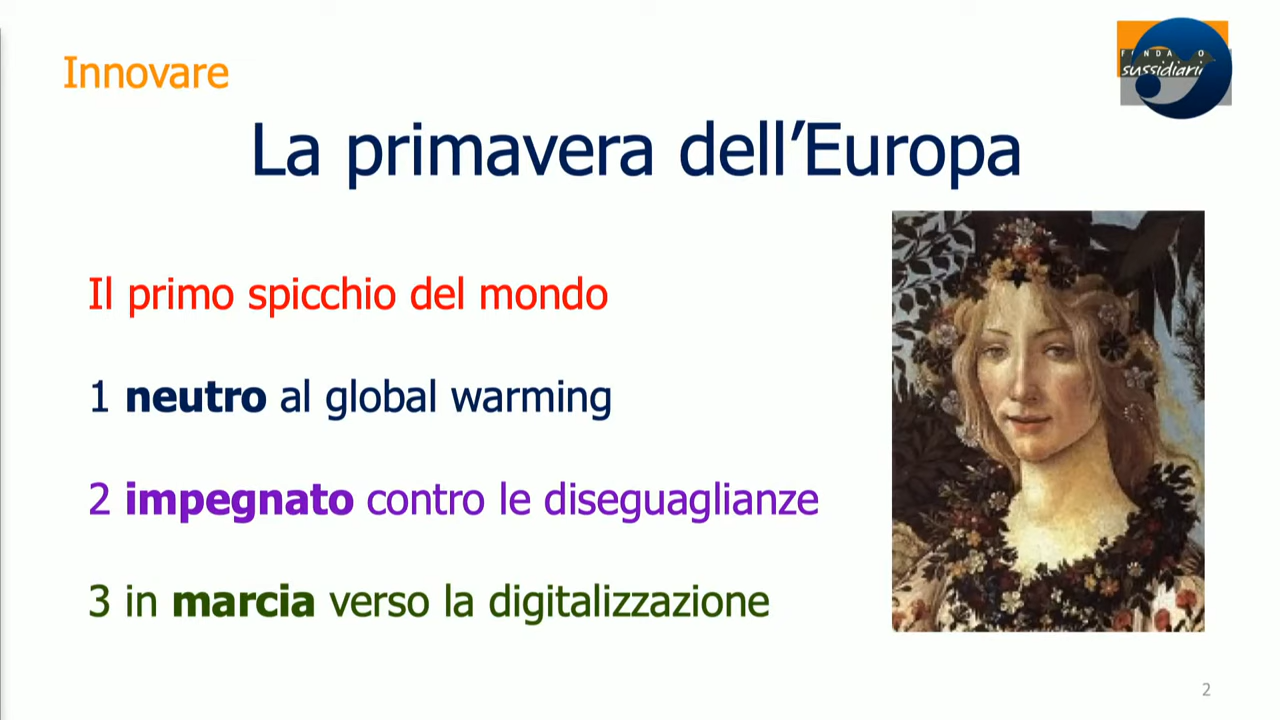 Innovare
La primavera dell’Europa
Il primo spicchio del mondo
1 neutro al global warming
2 impegnato contro le diseguaglianze
3 in marcia verso la digitalizzazione
2